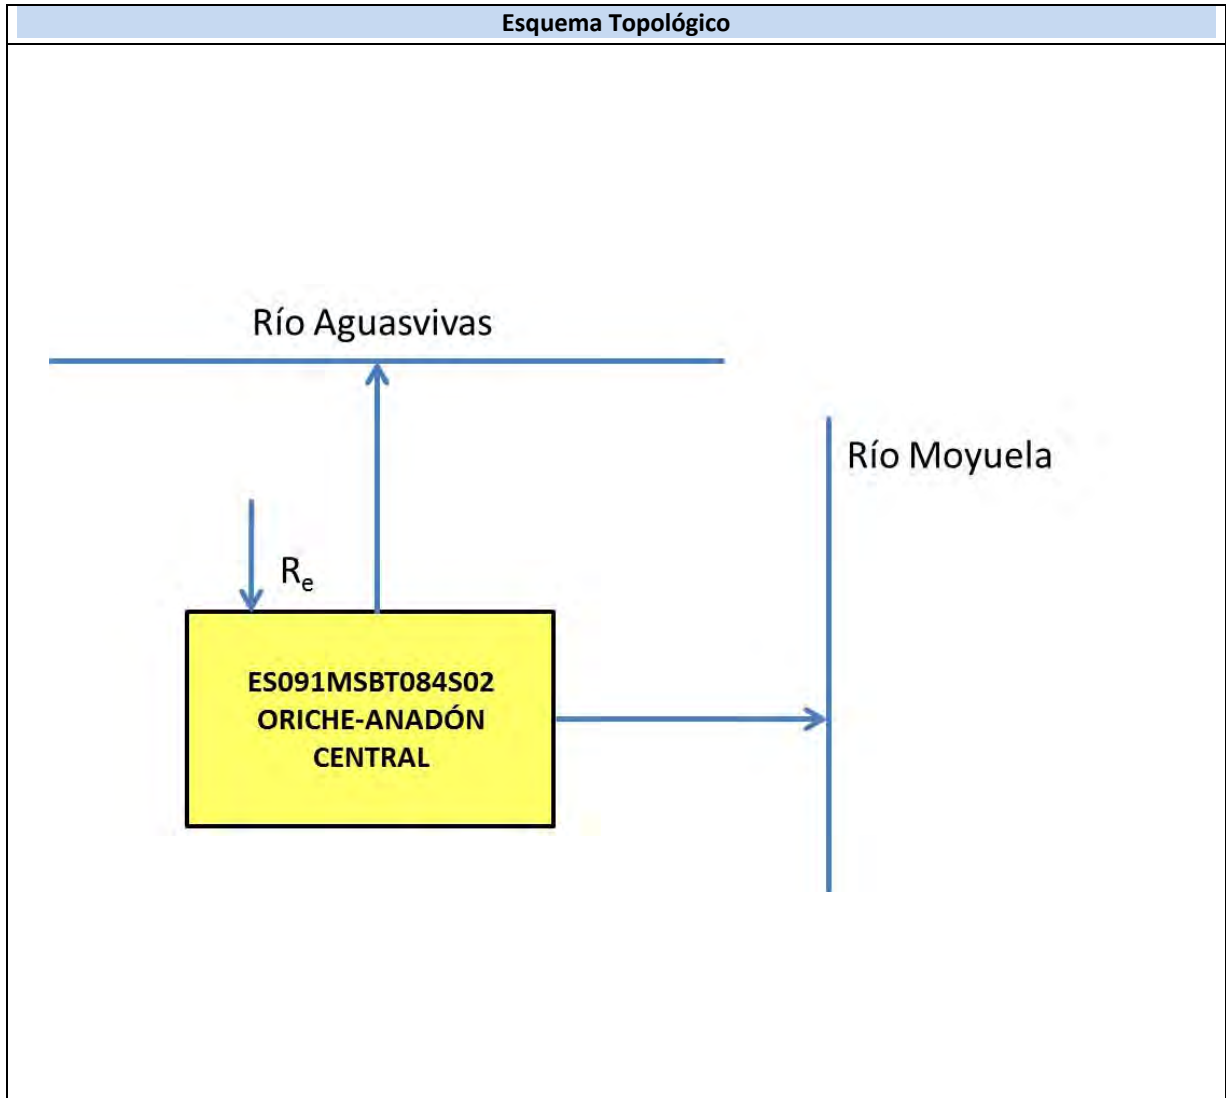 Esquema Topológico
Río Aguasvivas
Río Moyuela
Re
ES091MSBT084S02
ORICHE-ANADÓN
CENTRAL